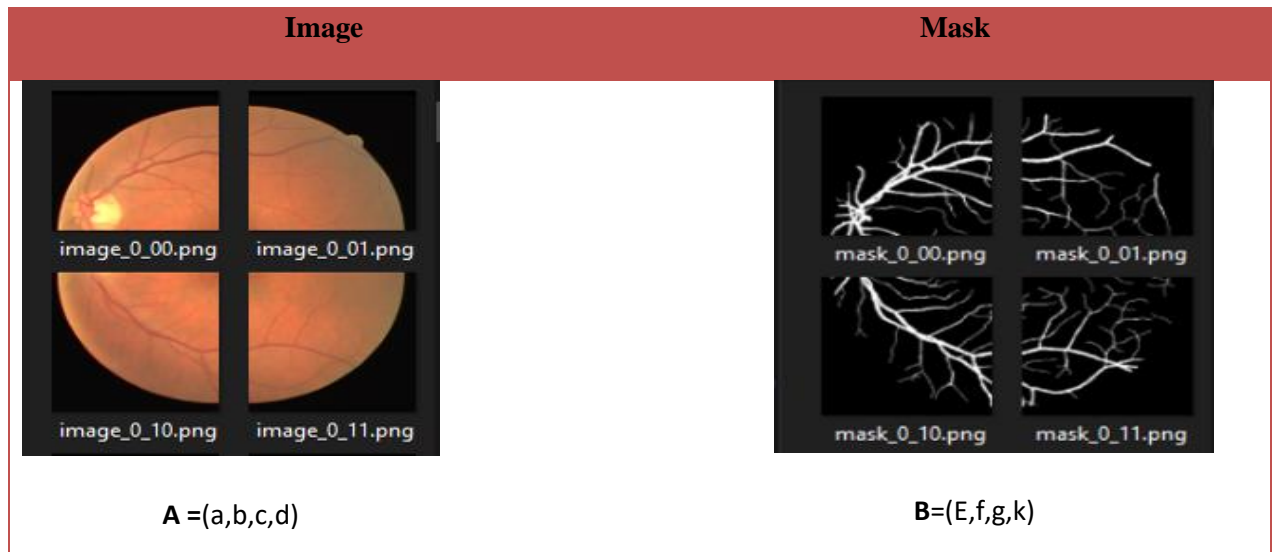 Image Mask
image_0_00.png image_0_01.png mask_0_00.png mask_0_01.png
image_0_10.png image_0_11.png mask_0_10.png mask_0_11.png
A =(a,b,c,d) B=(E,f,g,k)